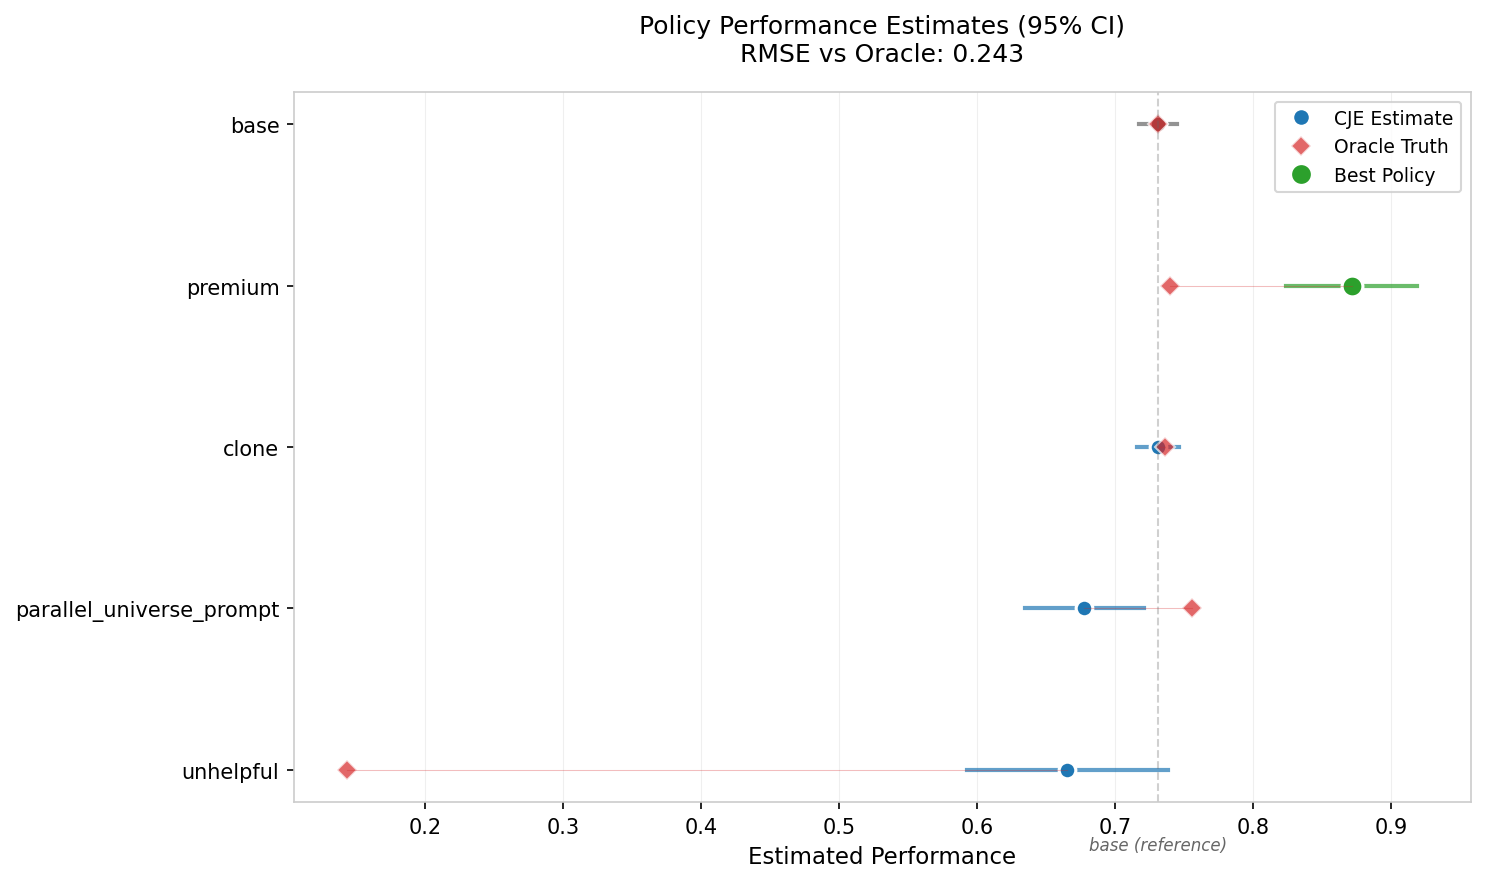 Policy Performance Estimates (95% CI)
RMSE vs Oracle: 0.243
CJE Estimate
Oracle Truth
Best Policy
base
premium
clone
parallel_universe_prompt
unhelpful
0.2 0.3 0.4 0.5 0.6 0.7 0.8 0.9
base (reference)
Estimated Performance